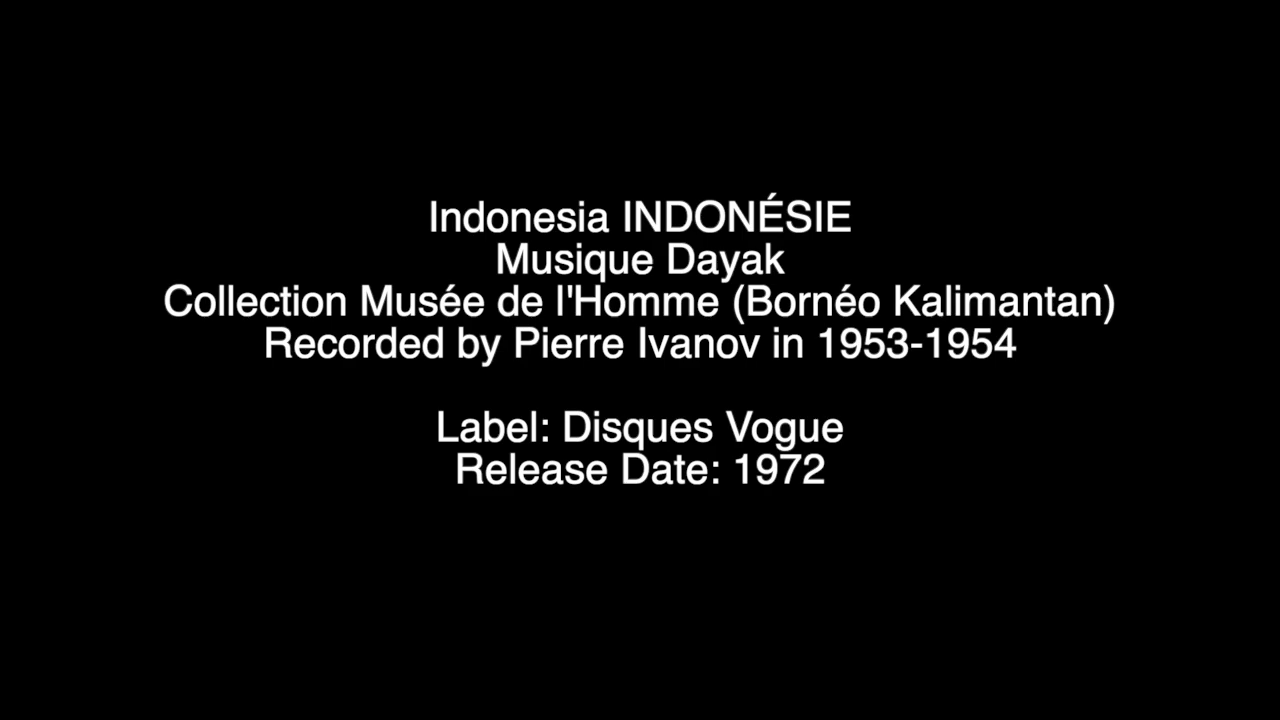 Indonesia INDONÉSIE
Musique Dayak
Collection Musée de l'Homme (Bornéo Kalimantan)
Recorded by Pierre Ivanov in 1953-1954
Label: Disques Vogue
Release Date: 1972